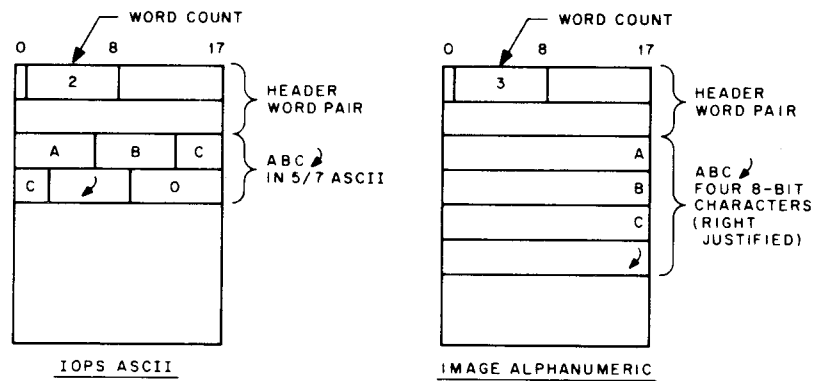 WORD COUNT
0 8 17
2
HEADER
WORD PAIR
A B C
C 0
ABC
IN 5/7 ASCII
IOPS ASCII
WORD COUNT
0 8 17
3
HEADER
WORD PAIR
A
B
C
ABC
FOUR 8-BIT
CHARACTERS
(RIGHT
JUSTIFIED)
IMAGE ALPHANUMERIC